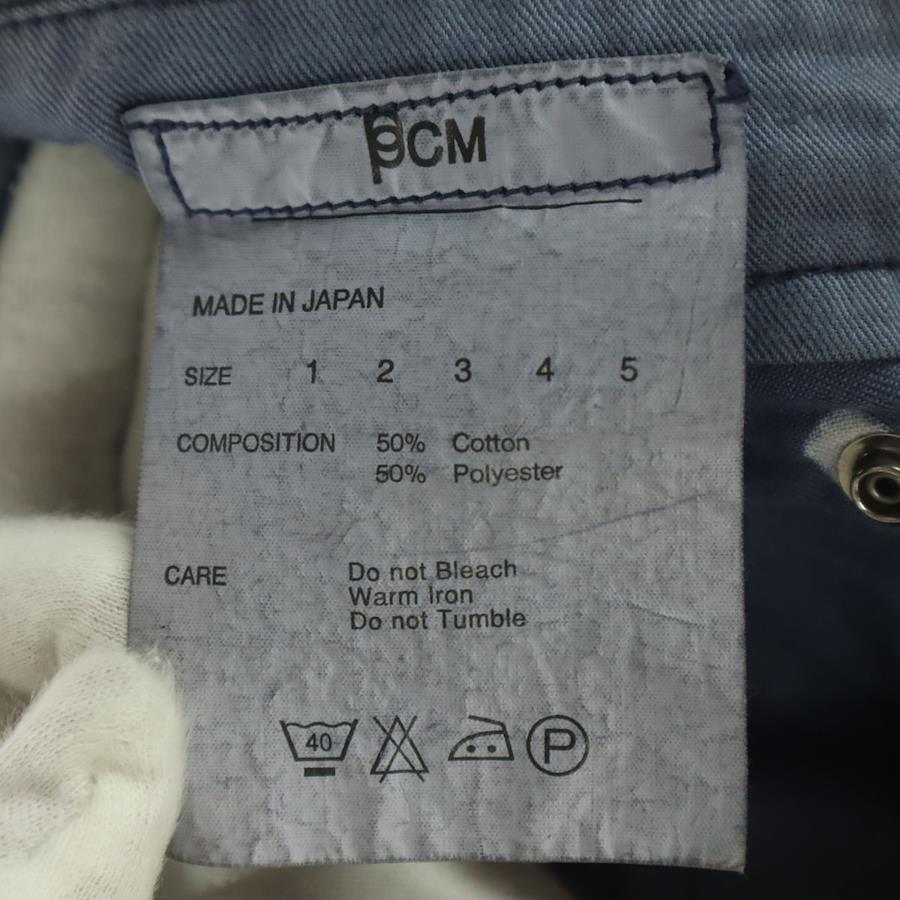 CM
MADE IN JAPAN
SIZE 1 2 3 4 5
COMPOSITION 50% Cotton
50% Polyester
CARE Do not Bleach
Warm Iron
Do not Tumble
40 P